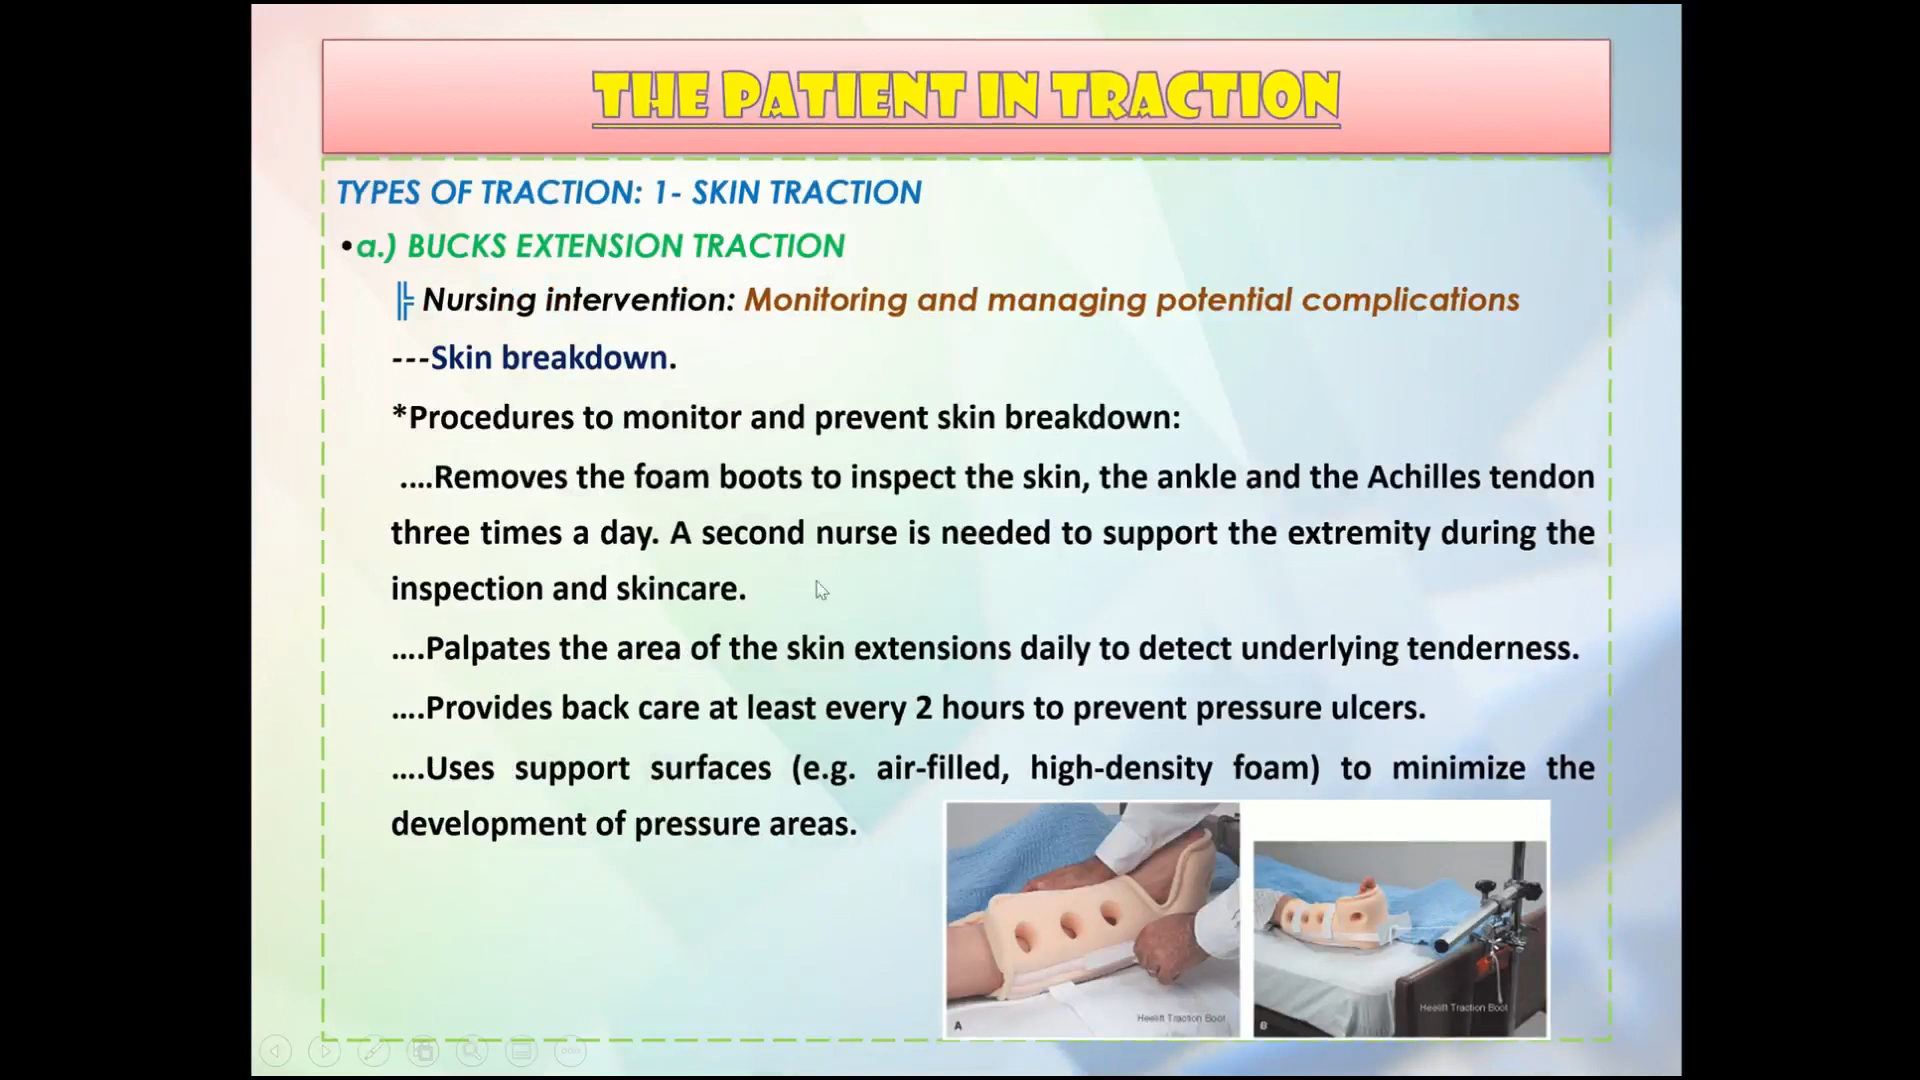 THE PATIENT IN TRACTION
TYPES OF TRACTION: 1- SKIN TRACTION
•a.) BUCKS EXTENSION TRACTION
╠ Nursing intervention: Monitoring and managing potential complications
---Skin breakdown.
*Procedures to monitor and prevent skin breakdown:
....Removes the foam boots to inspect the skin, the ankle and the Achilles tendon
three times a day. A second nurse is needed to support the extremity during the
inspection and skincare.
....Palpates the area of the skin extensions daily to detect underlying tenderness.
....Provides back care at least every 2 hours to prevent pressure ulcers.
....Uses support surfaces (e.g. air-filled, high-density foam) to minimize the
development of pressure areas.
A
Heelift Traction Boot
B
Heelift Traction Boot